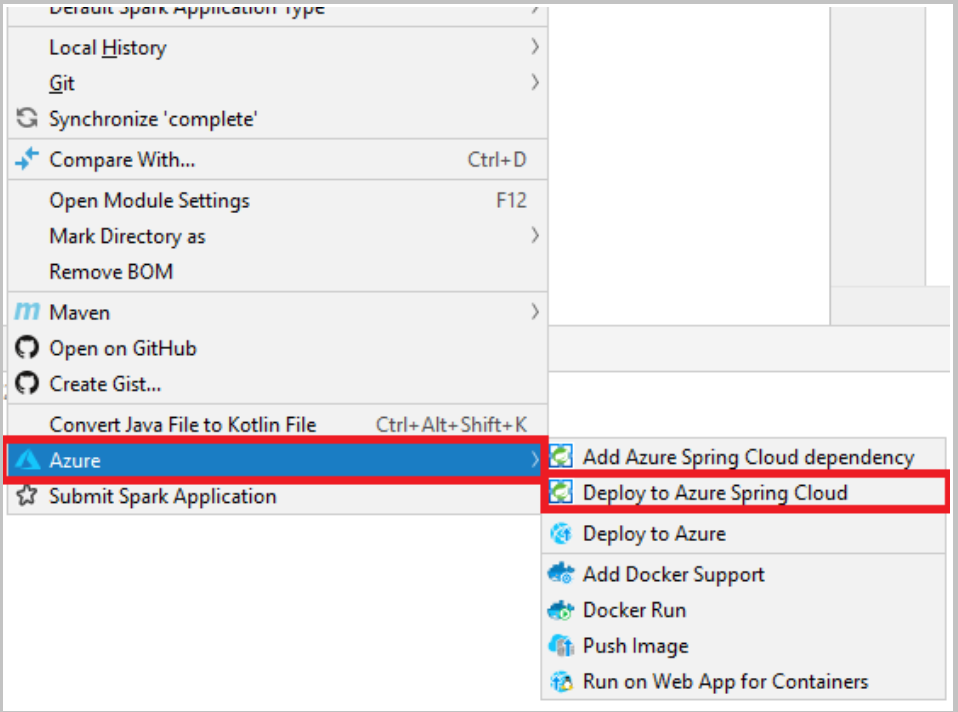 Default Spark Application Type
Local History
Git
Synchronize 'complete'
Compare With... Ctrl+D
Open Module Settings F12
Mark Directory as
Remove BOM
m Maven
Open on GitHub
Create Gist...
Convert Java File to Kotlin File Ctrl+Alt+Shift+K
Azure
Submit Spark Application
Add Azure Spring Cloud dependency
Deploy to Azure Spring Cloud
Deploy to Azure
Add Docker Support
Docker Run
Push Image
Run on Web App for Containers